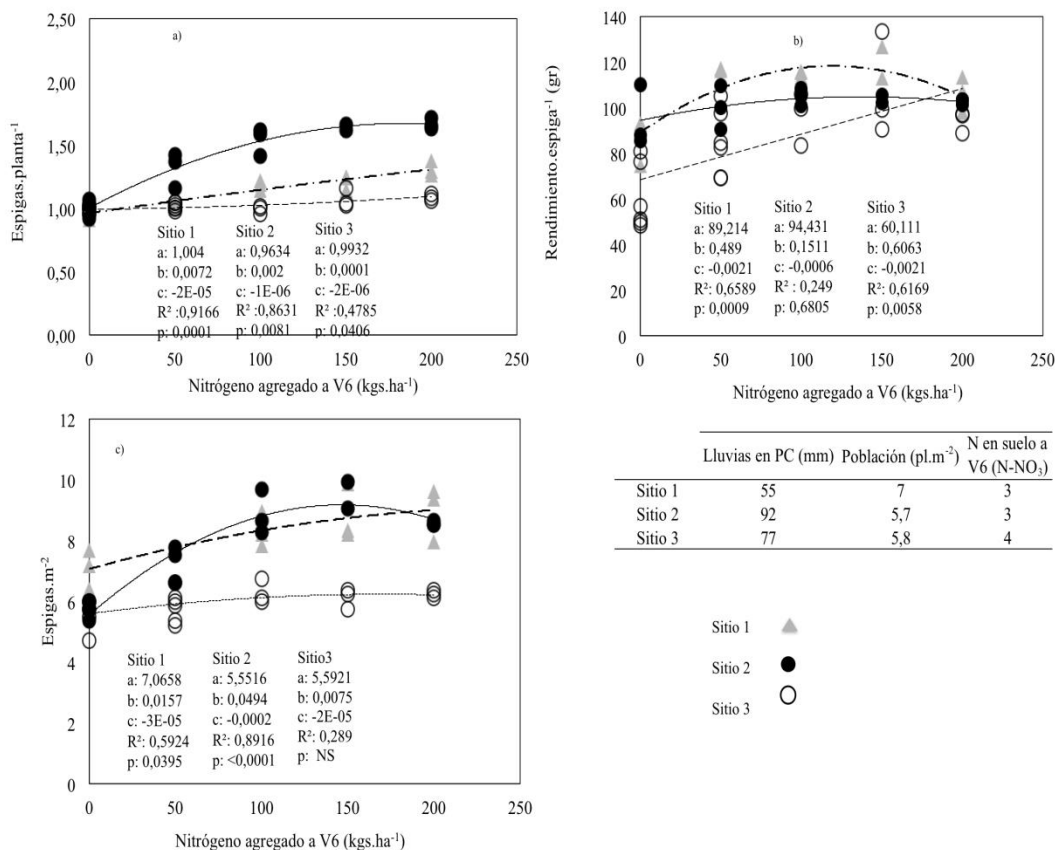 a)
2,50
2,00
1,50
1,00
0,50
0,00
Espigas.planta⁻¹
Sitio 1 Sitio 2 Sitio 3
a: 1,004 a: 0,9634 a: 0,9932
b: 0,0072 b: 0,002 b: 0,0001
c: -2E-05 c: -1E-06 c: -2E-06
R² :0,9166 R² :0,8631 R² :0,4785
p: 0,0001 p: 0,0081 p: 0,0406
0 50 100 150 200 250
Nitrógeno agregado a V6 (kgs.ha⁻¹)
b)
140
120
100
80
60
40
20
0
Rendimiento.espiga⁻¹ (gr)
Sitio 1 Sitio 2 Sitio 3
a: 89,214 a: 94,431 a: 60,111
b: 0,489 b: 0,1511 b: 0,6063
c: -0,0021 c: -0,0006 c: -0,0021
R²: 0,6589 R² : 0,249 R²: 0,6169
p: 0,0009 p: 0,6805 p: 0,0058
0 50 100 150 200 250
Nitrógeno agregado a V6 (kgs.ha⁻¹)
c)
12
10
8
6
4
2
0
Espigas.m⁻²
Sitio 1 Sitio 2 Sitio3
a: 7,0658 a: 5,5516 a: 5,5921
b: 0,0157 b: 0,0494 b: 0,0075
c: -3E-05 c: -0,0002 c: -2E-05
R²: 0,5924 R²: 0,8916 R²: 0,289
p: 0,0395 p: <0,0001 p: NS
0 50 100 150 200 250
Nitrógeno agregado a V6 (kgs.ha⁻¹)
Lluvias en PC (mm) Población (pl.m⁻²) N en suelo a V6 (N-NO₃)
Sitio 1 55 7 3
Sitio 2 92 5,7 3
Sitio 3 77 5,8 4
Sitio 1
Sitio 2
Sitio 3